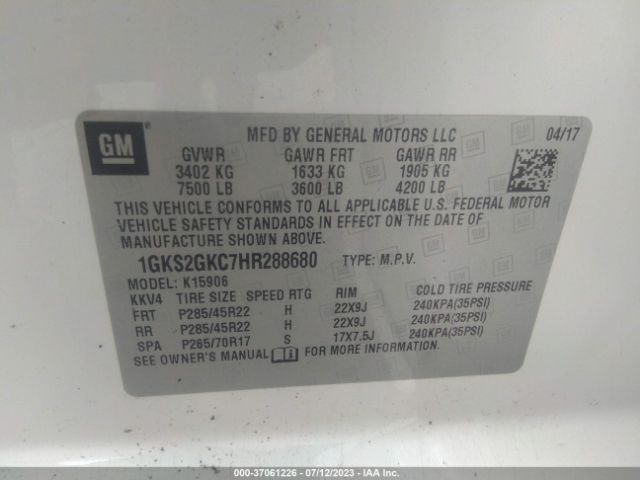 GM
MFD BY GENERAL MOTORS LLC 04/17
GVWR GAWR FRT GAWR RR
3402 KG 1633 KG 1905 KG
7500 LB 3600 LB 4200 LB
THIS VEHICLE CONFORMS TO ALL APPLICABLE U.S. FEDERAL MOTOR
VEHICLE SAFETY STANDARDS IN EFFECT ON THE DATE OF
MANUFACTURE SHOWN ABOVE.
1GKS2GKC7HR288680 TYPE: M.P.V.
MODEL: K15906
KKV4 TIRE SIZE SPEED RTG RIM COLD TIRE PRESSURE
FRT P285/45R22 H 22X9J 240KPA(35PSI)
RR P285/45R22 H 22X9J 240KPA(35PSI)
SPA P265/70R17 S 17X7.5J 240KPA(35PSI)
SEE OWNER'S MANUAL FOR MORE INFORMATION.
000-37061226 - 07/12/2023 - IAA Inc.